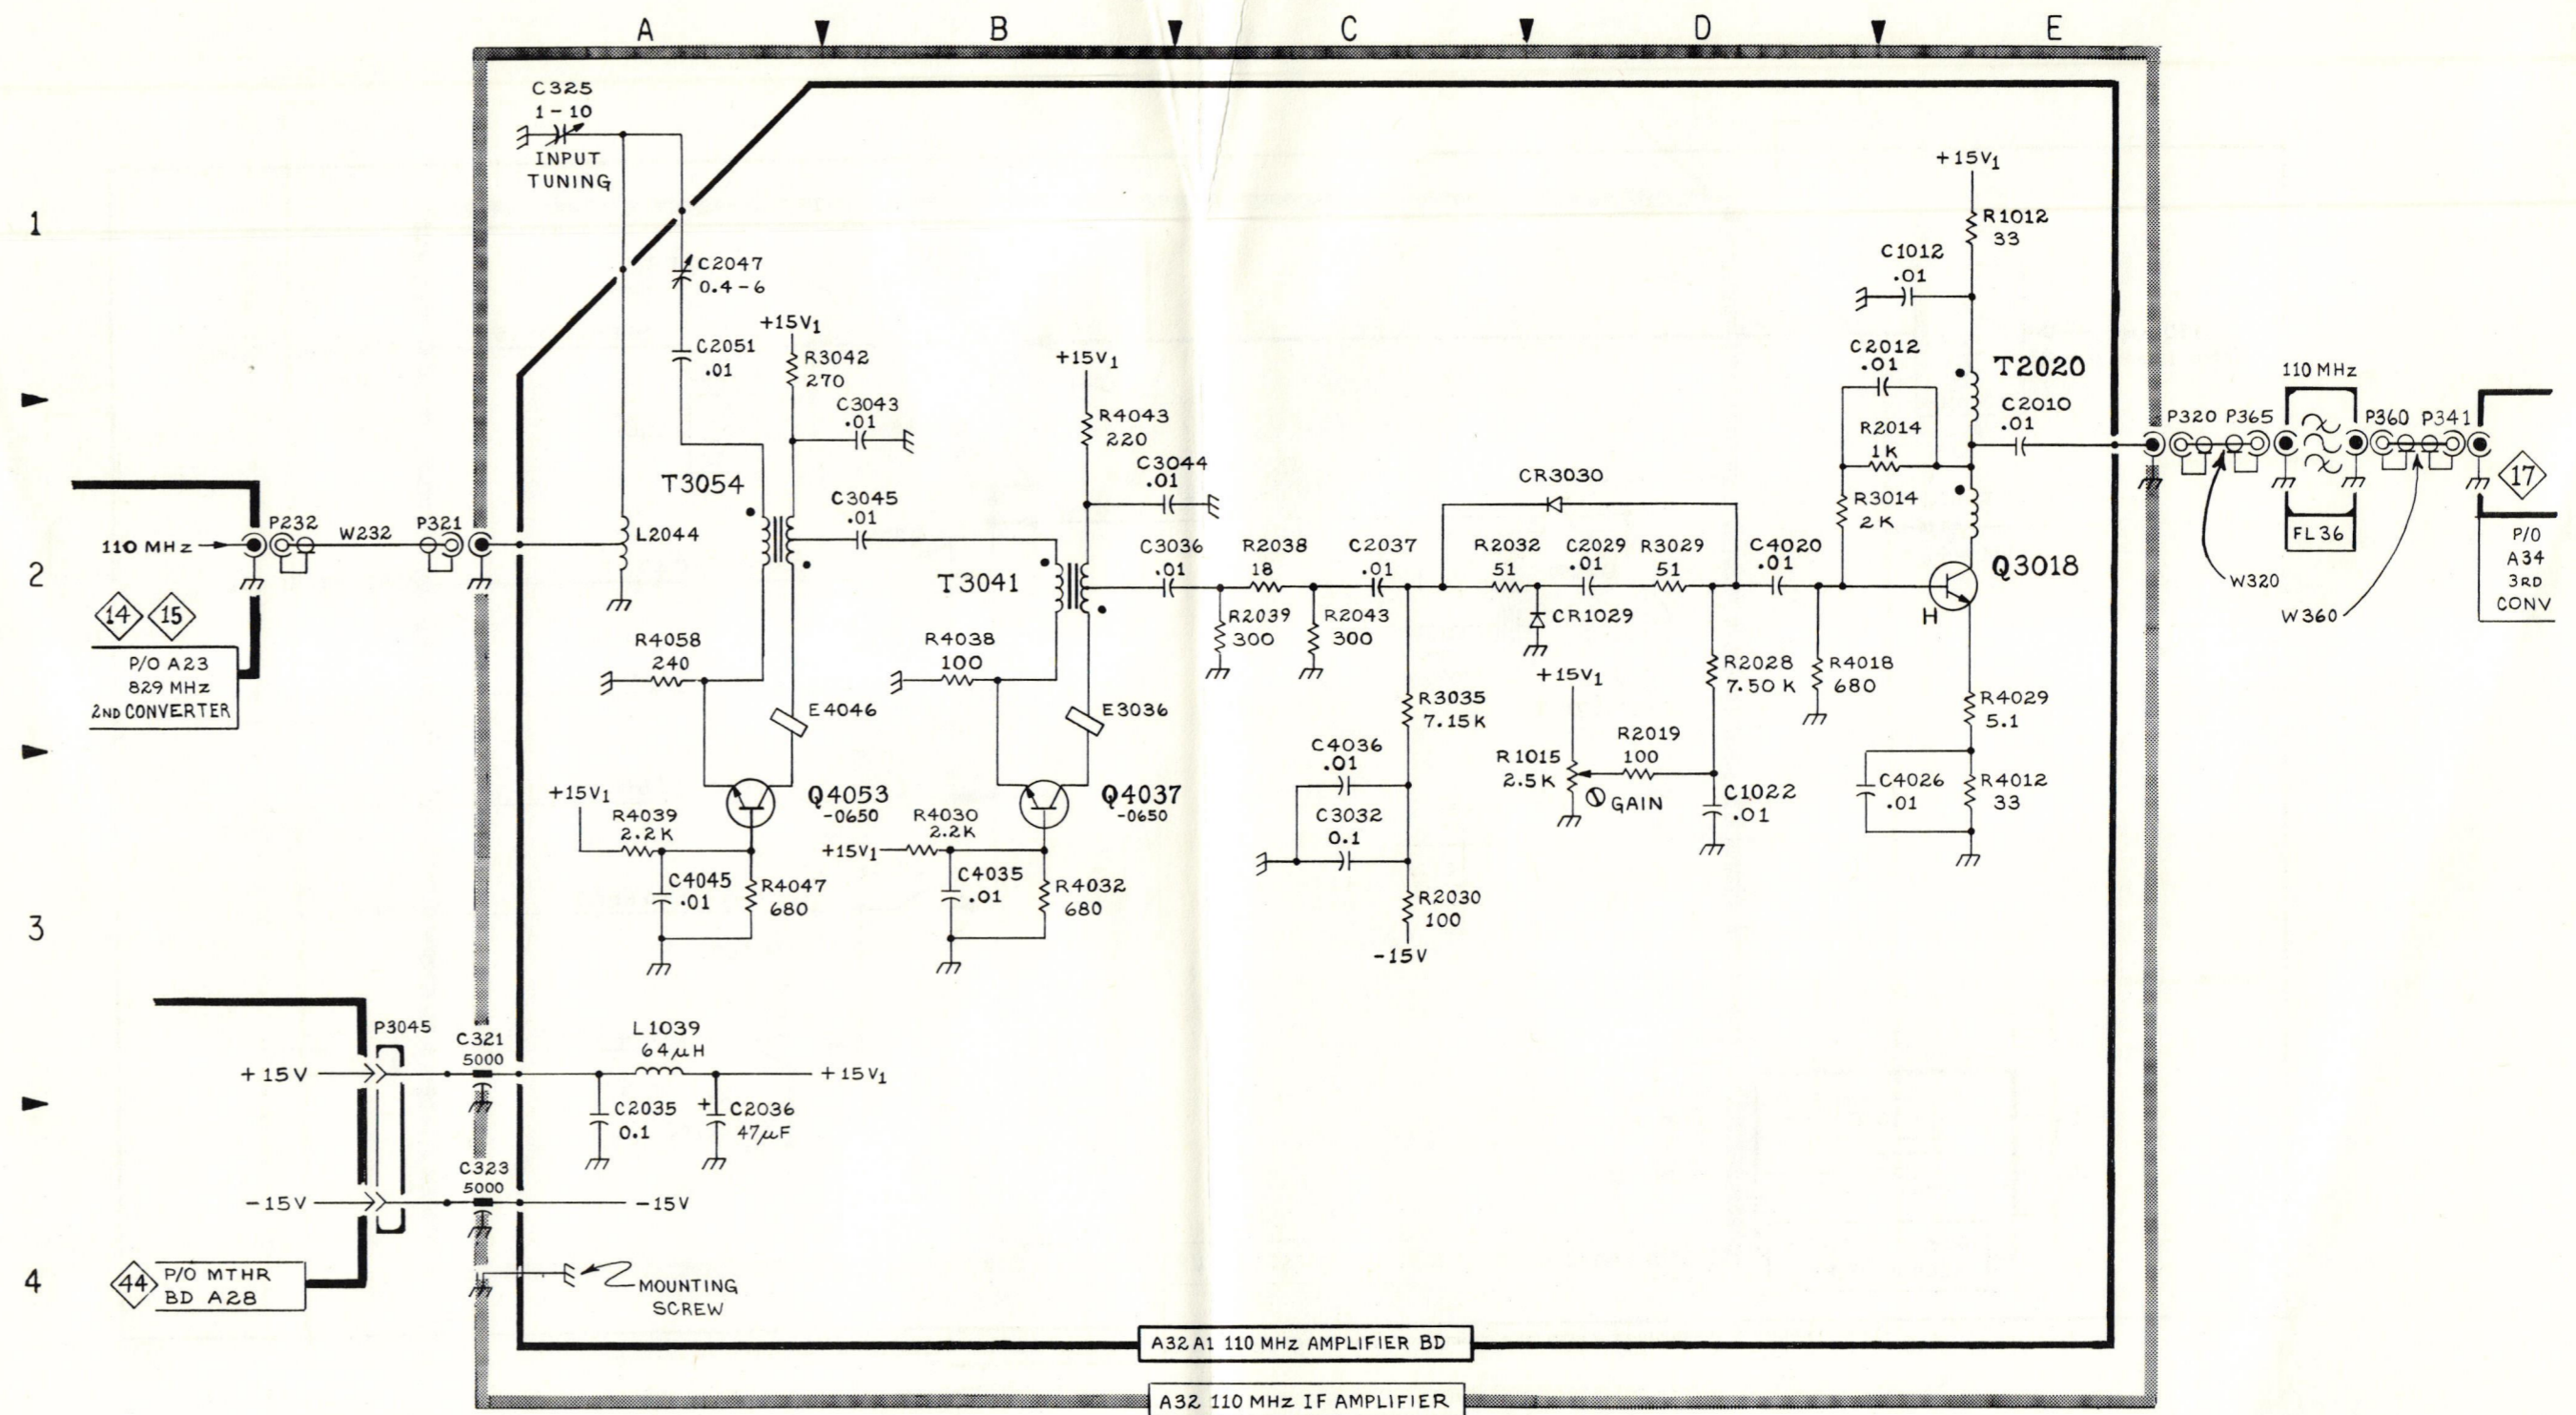 A B C D E
1
2
3
4
C325
1-10
INPUT
TUNING
C2047
0.4-6
C2051
.01
+15V1
R3042
270
C3043
.01
T3054
C3045
.01
L2044
110 MHz
P232
W232
P321
14 15
P/O A23
829 MHz
2ND CONVERTER
R4058
240
E4046
+15V1
R4039
2.2K
Q4053
-0650
C4045
.01
R4047
680
+15V1
R4043
220
C3044
.01
T3041
R4038
100
E3036
R4030
2.2K
+15V1
Q4037
-0650
C4035
.01
R4032
680
C3036
.01
R2038
18
C2037
.01
R2039
300
R2043
300
CR3030
R2032
51
C2029
.01
R3029
51
C4020
.01
CR1029
R3035
7.15K
C4036
.01
C3032
0.1
R2030
100
-15V
+15V1
R1015
2.5K
GAIN
R2019
100
R2028
7.50 K
C1022
.01
R4018
680
+15V1
R1012
33
C1012
.01
C2012
.01
T2020
R2014
1K
C2010
.01
R3014
2K
Q3018
H
R4029
5.1
C4026
.01
R4012
33
P320 P365
110 MHz
FL36
P360 P341
W320
W360
17
P/O
A34
3RD
CONV
P3045
+15V
C321
5000
L1039
64µH
+15V1
C2035
0.1
+
C2036
47µF
-15V
C323
5000
-15V
44
P/O MTHR
BD A28
MOUNTING
SCREW
A32A1 110 MHz AMPLIFIER BD
A32 110 MHz IF AMPLIFIER